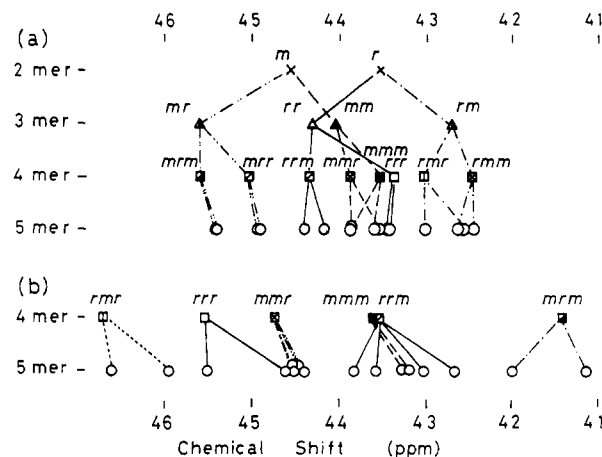 46 45 44 43 42 41
(a)
m r
2 mer
mr rr mm rm
3 mer
mrm mrr rrm mmr mmm rrr rmr rmm
4 mer
5 mer
(b)
rmr rrr mmr mmm rrm mrm
4 mer
5 mer
46 45 44 43 42 41
Chemical Shift (ppm)